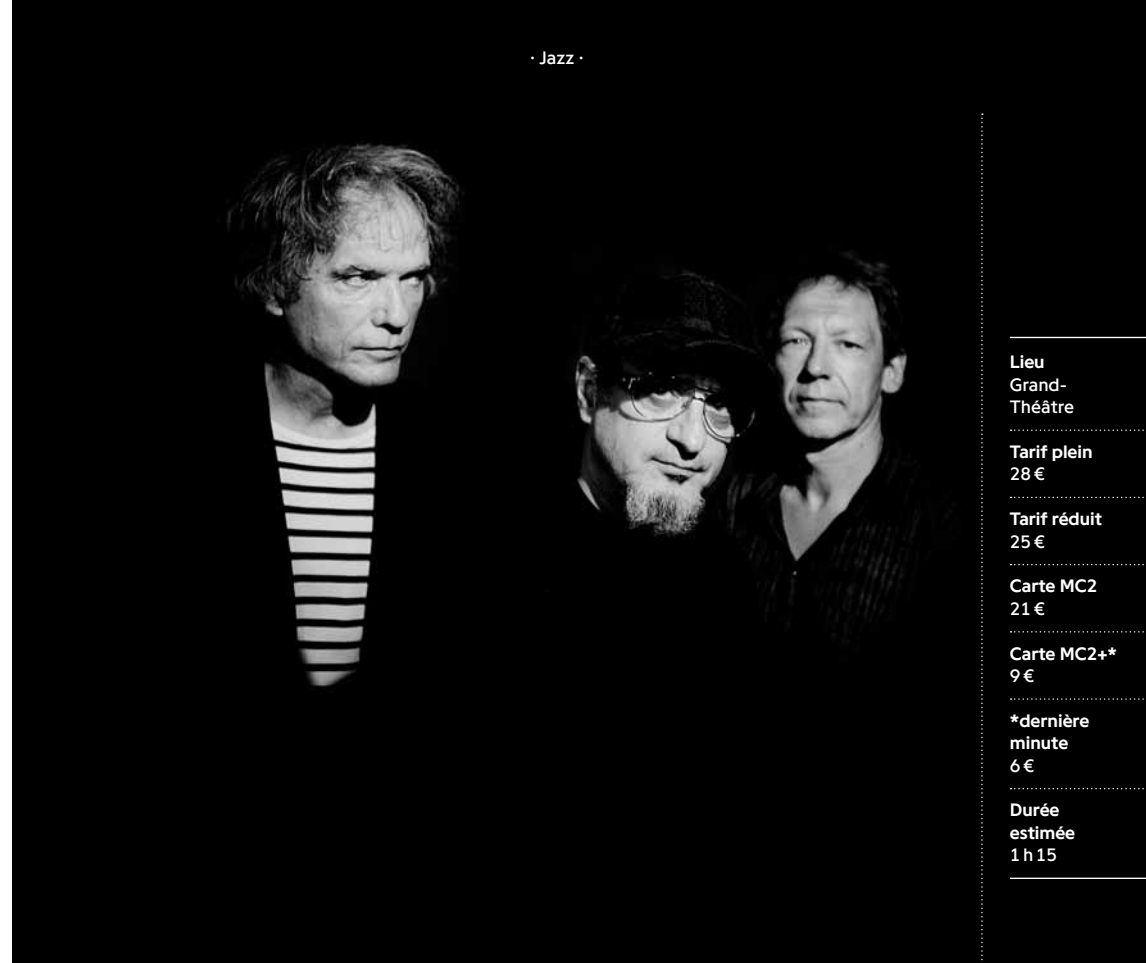 · Jazz ·
Lieu
Grand-
Théâtre
Tarif plein
28 €
Tarif réduit
25 €
Carte MC2
21 €
Carte MC2+*
9 €
*dernière
minute
6 €
Durée
estimée
1 h 15